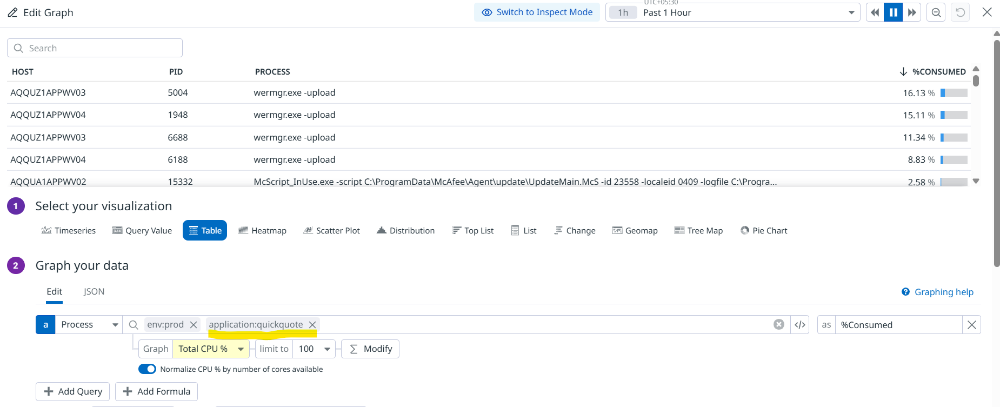 Edit Graph
Switch to Inspect Mode
UTC+05:30
1h Past 1 Hour
Search
HOST PID PROCESS %CONSUMED
AQQUZ1APPWV03 5004 wermgr.exe -upload 16.13 %
AQQUZ1APPWV04 1948 wermgr.exe -upload 15.11 %
AQQUZ1APPWV03 6688 wermgr.exe -upload 11.34 %
AQQUZ1APPWV04 6188 wermgr.exe -upload 8.83 %
AQQUA1APPWV02 15332 McScript_InUse.exe -script C:\ProgramData\McAfee\Agent\update\UpdateMain.McS -id 23558 -localeid 0409 -logfile C:\Progra... 2.58 %
1 Select your visualization
Timeseries 3.14 Query Value Table Heatmap Scatter Plot Distribution Top List List Change Geomap Tree Map Pie Chart
2 Graph your data
Edit JSON Graphing help
a Process env:prod application:quickquote </> as %Consumed
Graph Total CPU % limit to 100 Σ Modify
Normalize CPU % by number of cores available
Add Query Add Formula